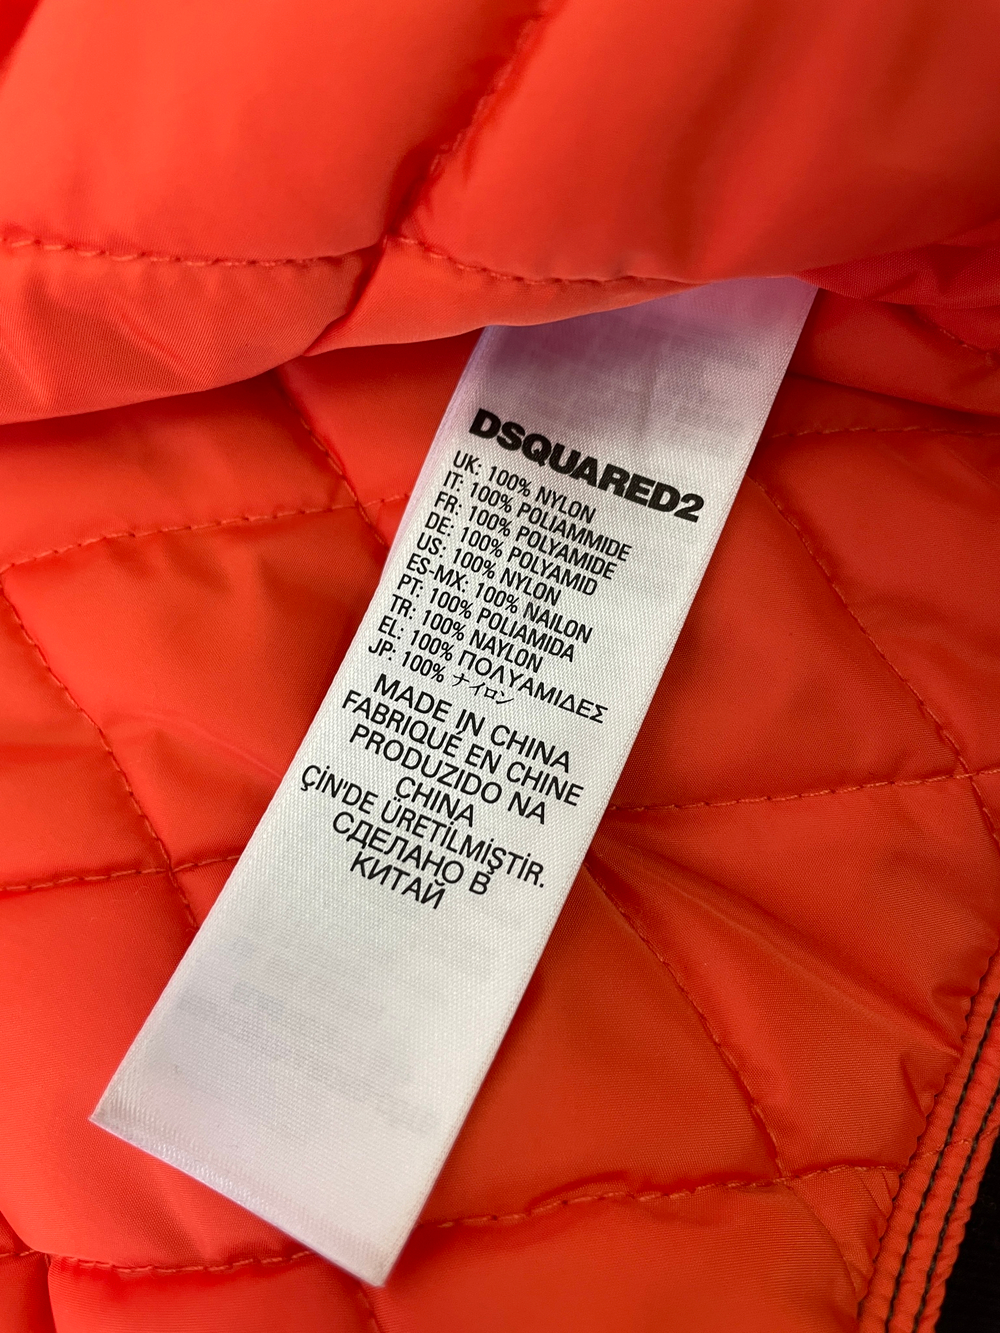 DSQUARED2
UK: 100% NYLON
IT: 100% POLIAMMIDE
FR: 100% POLYAMIDE
DE: 100% POLYAMID
US: 100% NYLON
ES-MX: 100% NAILON
PT: 100% POLIAMIDA
TR: 100% NAYLON
EL: 100% ΠΟΛΥΑΜΙΔΕΣ
JP: 100% ナイロン
MADE IN CHINA
FABRIQUÉ EN CHINE
PRODUZIDO NA
CHINA
ÇİN'DE ÜRETİLMİŞTİR.
СДЕЛАНО В
КИТАЙ